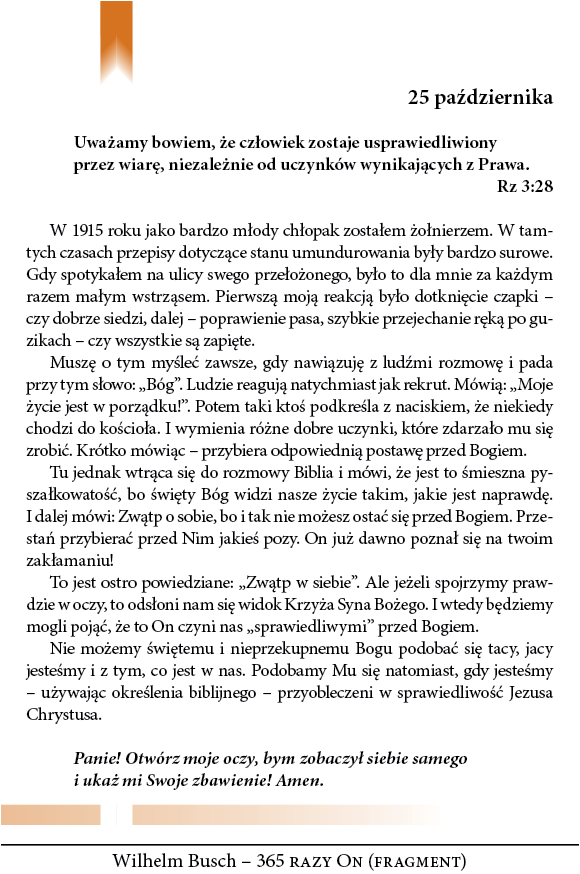 25 października
Uważamy bowiem, że człowiek zostaje usprawiedliwiony
przez wiarę, niezależnie od uczynków wynikających z Prawa.
Rz 3:28
W 1915 roku jako bardzo młody chłopak zostałem żołnierzem. W tam-
tych czasach przepisy dotyczące stanu umundurowania były bardzo surowe.
Gdy spotykałem na ulicy swego przełożonego, było to dla mnie za każdym
razem małym wstrząsem. Pierwszą moją reakcją było dotknięcie czapki –
czy dobrze siedzi, dalej – poprawienie pasa, szybkie przejechanie ręką po gu-
zikach – czy wszystkie są zapięte.
Muszę o tym myśleć zawsze, gdy nawiązuję z ludźmi rozmowę i pada
przy tym słowo: „Bóg”. Ludzie reagują natychmiast jak rekrut. Mówią: „Moje
życie jest w porządku!”. Potem taki ktoś podkreśla z naciskiem, że niekiedy
chodzi do kościoła. I wymienia różne dobre uczynki, które zdarzało mu się
zrobić. Krótko mówiąc – przybiera odpowiednią postawę przed Bogiem.
Tu jednak wtrąca się do rozmowy Biblia i mówi, że jest to śmieszna py-
szałkowatość, bo święty Bóg widzi nasze życie takim, jakie jest naprawdę.
I dalej mówi: Zwątp o sobie, bo i tak nie możesz ostać się przed Bogiem. Prze-
stań przybierać przed Nim jakieś pozy. On już dawno poznał się na twoim
zakłamaniu!
To jest ostro powiedziane: „Zwątp w siebie”. Ale jeżeli spojrzymy praw-
dzie w oczy, to odsłoni nam się widok Krzyża Syna Bożego. I wtedy będziemy
mogli pojąć, że to On czyni nas „sprawiedliwymi” przed Bogiem.
Nie możemy świętemu i nieprzekupnemu Bogu podobać się tacy, jacy
jesteśmy i z tym, co jest w nas. Podobamy Mu się natomiast, gdy jesteśmy
– używając określenia biblijnego – przyobleczeni w sprawiedliwość Jezusa
Chrystusa.
Panie! Otwórz moje oczy, bym zobaczył siebie samego
i ukaż mi Swoje zbawienie! Amen.
Wilhelm Busch – 365 razy On (fragment)